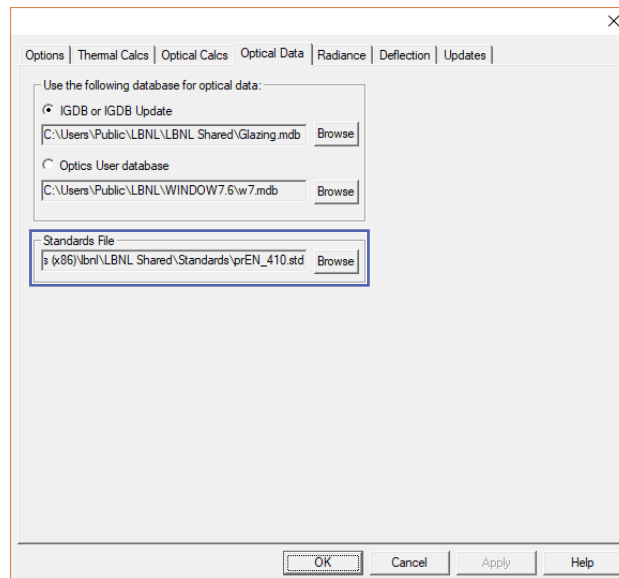 Options Thermal Calcs Optical Calcs Optical Data Radiance Deflection Updates
Use the following database for optical data:
IGDB or IGDB Update
C:\Users\Public\LBNL\LBNL Shared\Glazing.mdb Browse
Optics User database
C:\Users\Public\LBNL\WINDOW7.6\w7.mdb Browse
Standards File
s (x86)\lbnl\LBNL Shared\Standards\prEN_410.std Browse
OK Cancel Apply Help